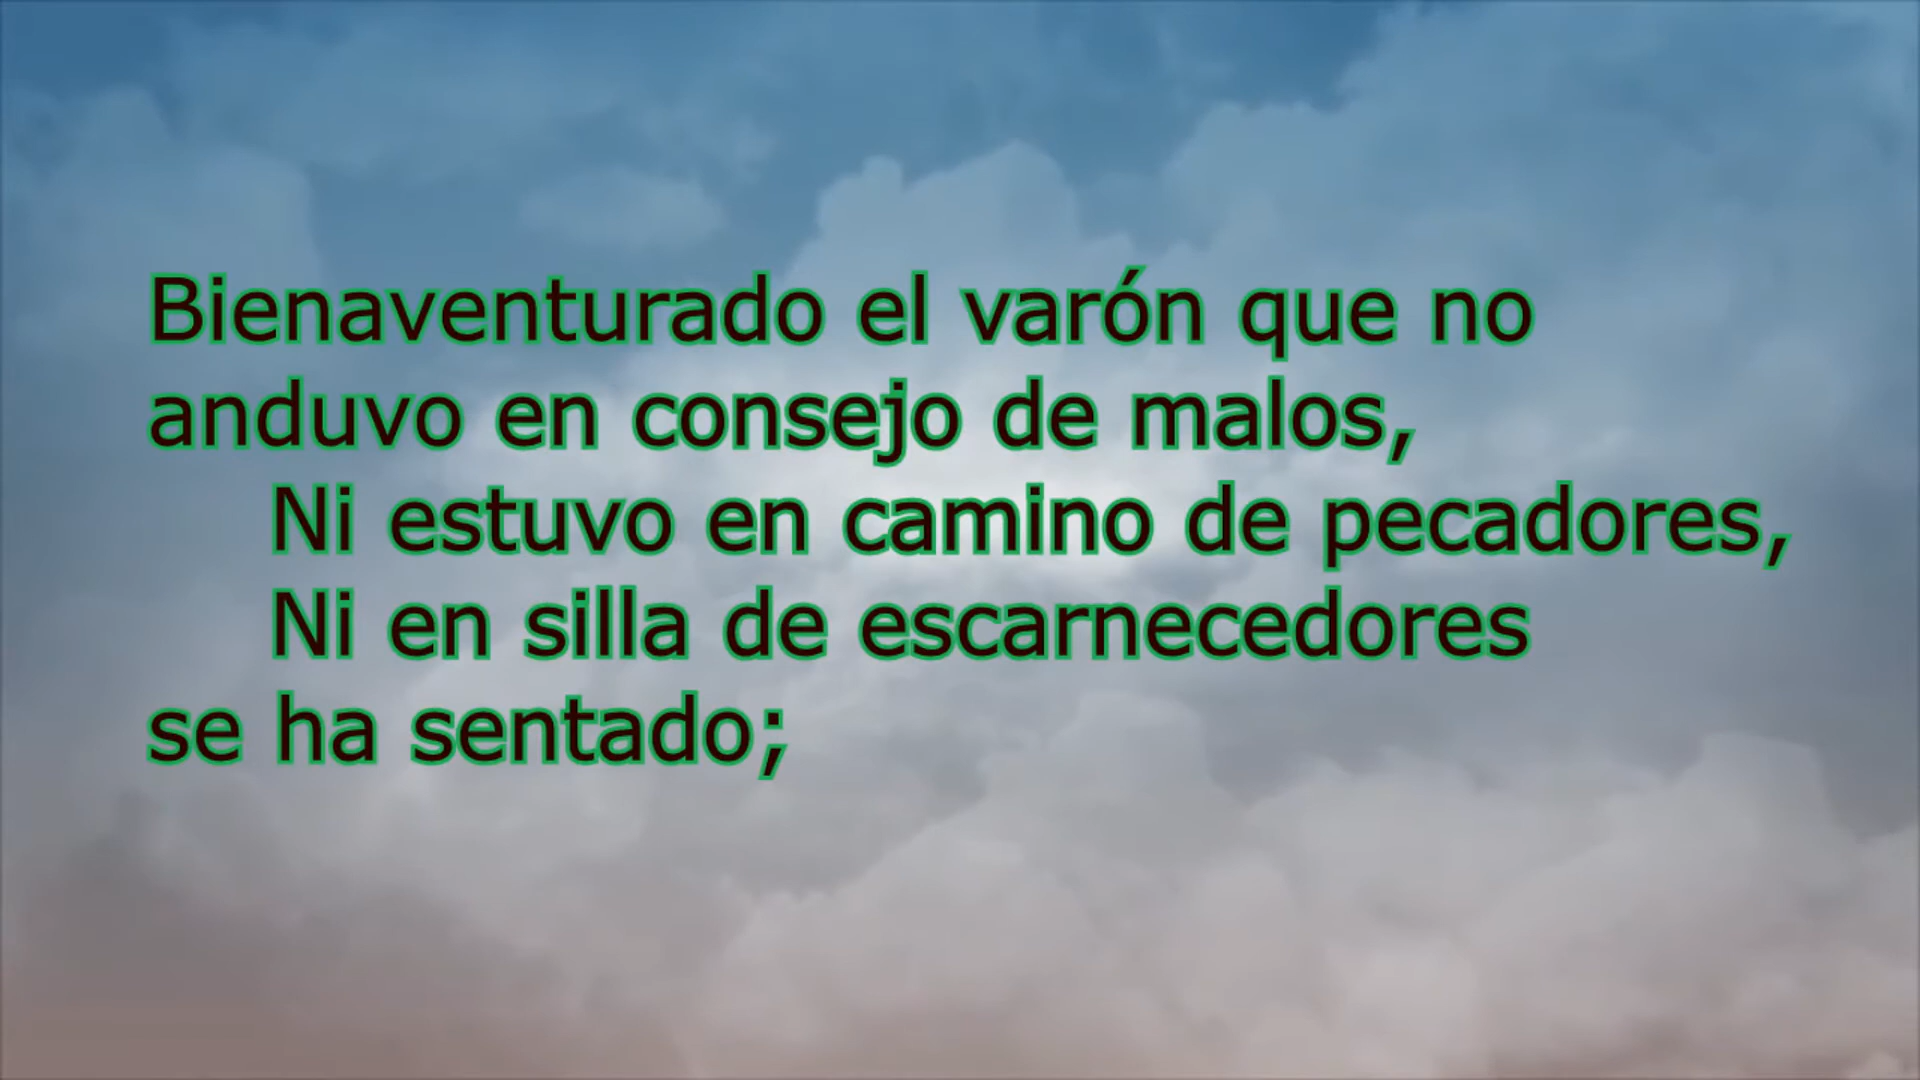 Bienaventurado el varón que no
anduvo en consejo de malos,
Ni estuvo en camino de pecadores,
Ni en silla de escarnecedores
se ha sentado;